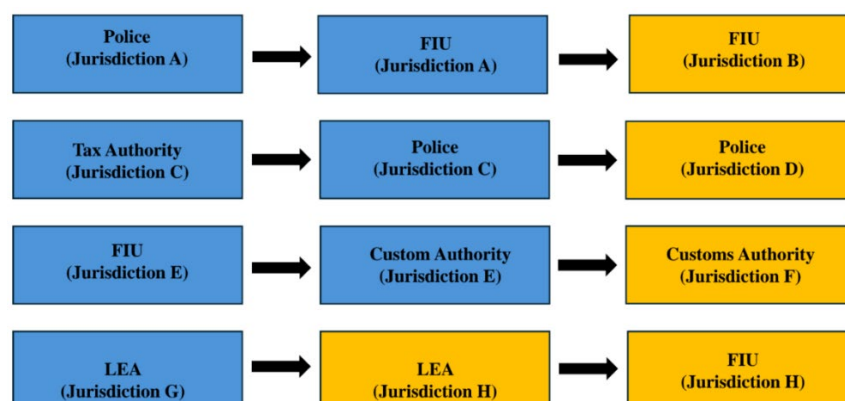 Police
(Jurisdiction A)
FIU
(Jurisdiction A)
FIU
(Jurisdiction B)
Tax Authority
(Jurisdiction C)
Police
(Jurisdiction C)
Police
(Jurisdiction D)
FIU
(Jurisdiction E)
Custom Authority
(Jurisdiction E)
Customs Authority
(Jurisdiction F)
LEA
(Jurisdiction G)
LEA
(Jurisdiction H)
FIU
(Jurisdiction H)